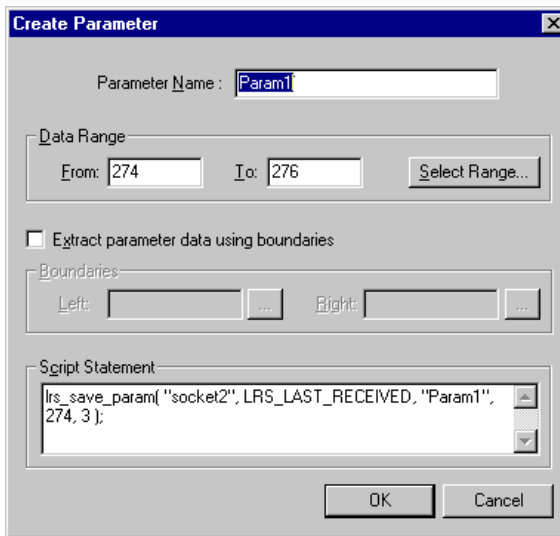 Create Parameter
Parameter Name : Param1
Data Range
From: 274 To: 276 Select Range...
Extract parameter data using boundaries
Boundaries
Left: ... Right: ...
Script Statement
lrs_save_param( "socket2", LRS_LAST_RECEIVED, "Param1",
274, 3 );
OK Cancel